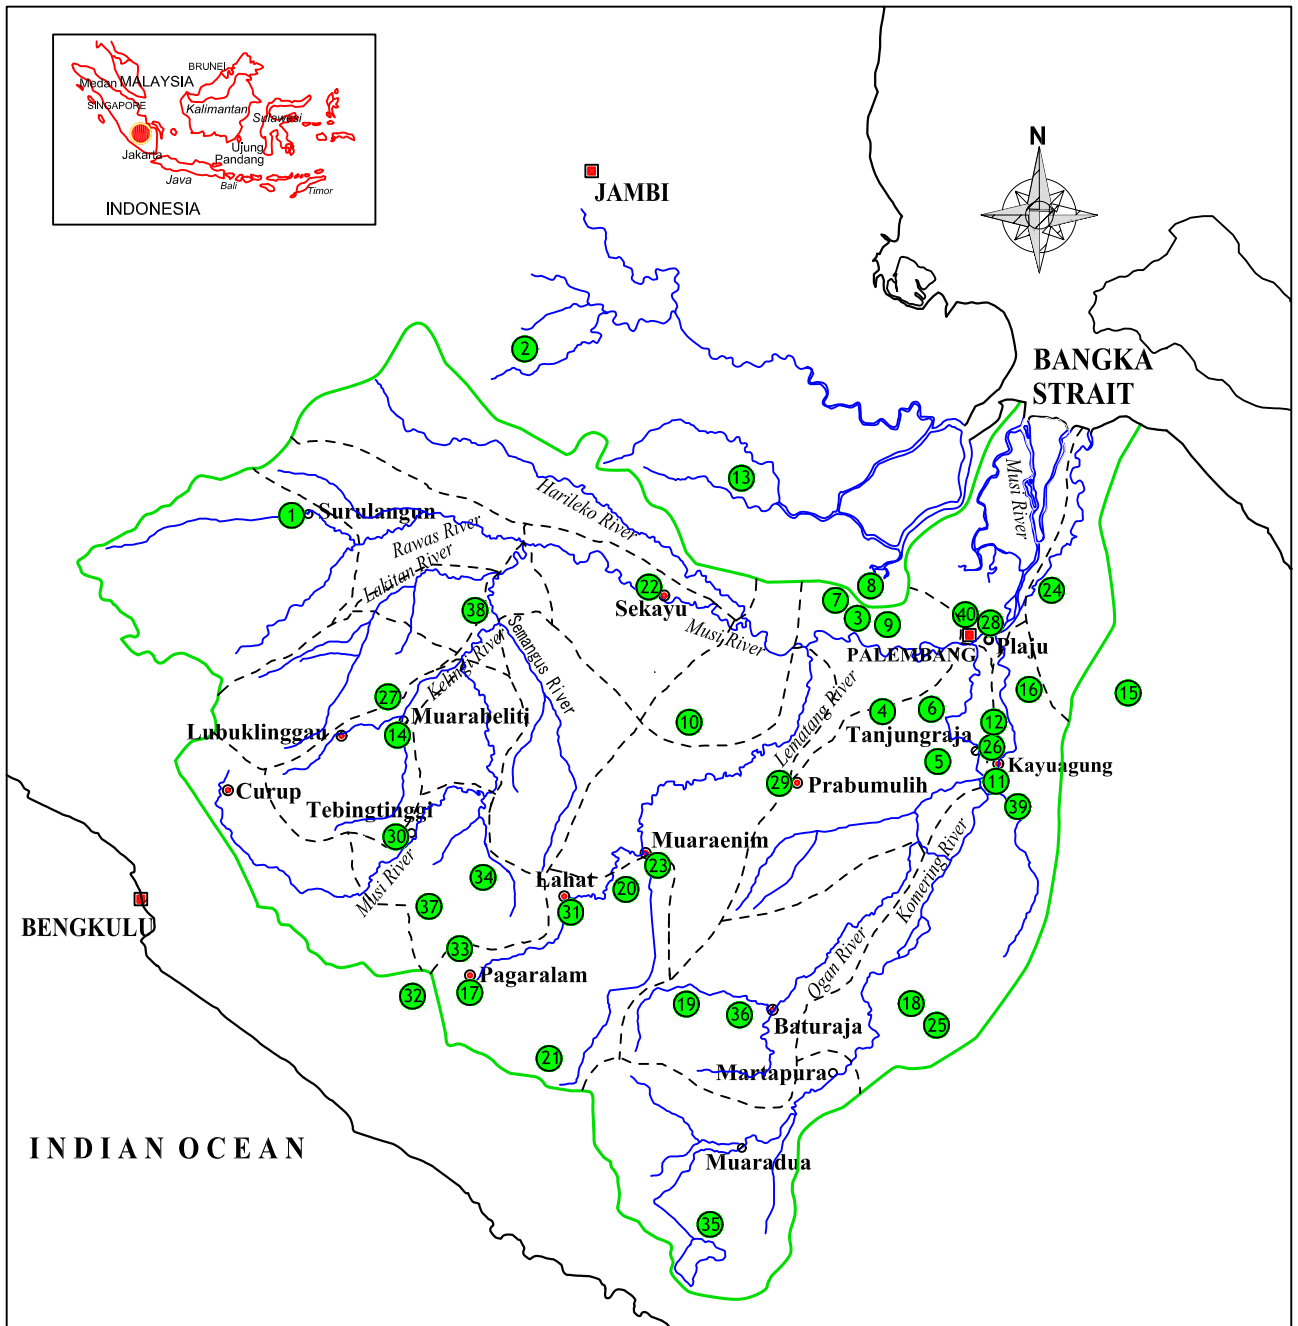 BRUNEI
Medan MALAYSIA
SINGAPORE
Kalimantan
Sulawesi
Ujung
Pandang
Jakarta
Java
Bali
Timor
INDONESIA
N
JAMBI
2
BANGKA
STRAIT
13
Musi River
Harileko River
1
Surulangun
Rawas River
Lakitan River
22
Sekayu
8
7
3
9
24
38
40
28
Musi River
PALEMBANG
Plaju
Semangus River
Kelingi River
27
16
15
Lematang River
4
6
10
12
Muarabeliti
Lubuklinggau
14
Tanjungraja
26
5
Kayuagung
29
Prabumulih
11
Curup
39
Tebingtinggi
30
Muaraenim
23
Musi River
34
Lahat
20
Komering River
37
31
BENGKULU
33
Ogan River
Pagaralam
32
17
19
36
18
Baturaja
25
21
Martapura
INDIAN OCEAN
Muaradua
35